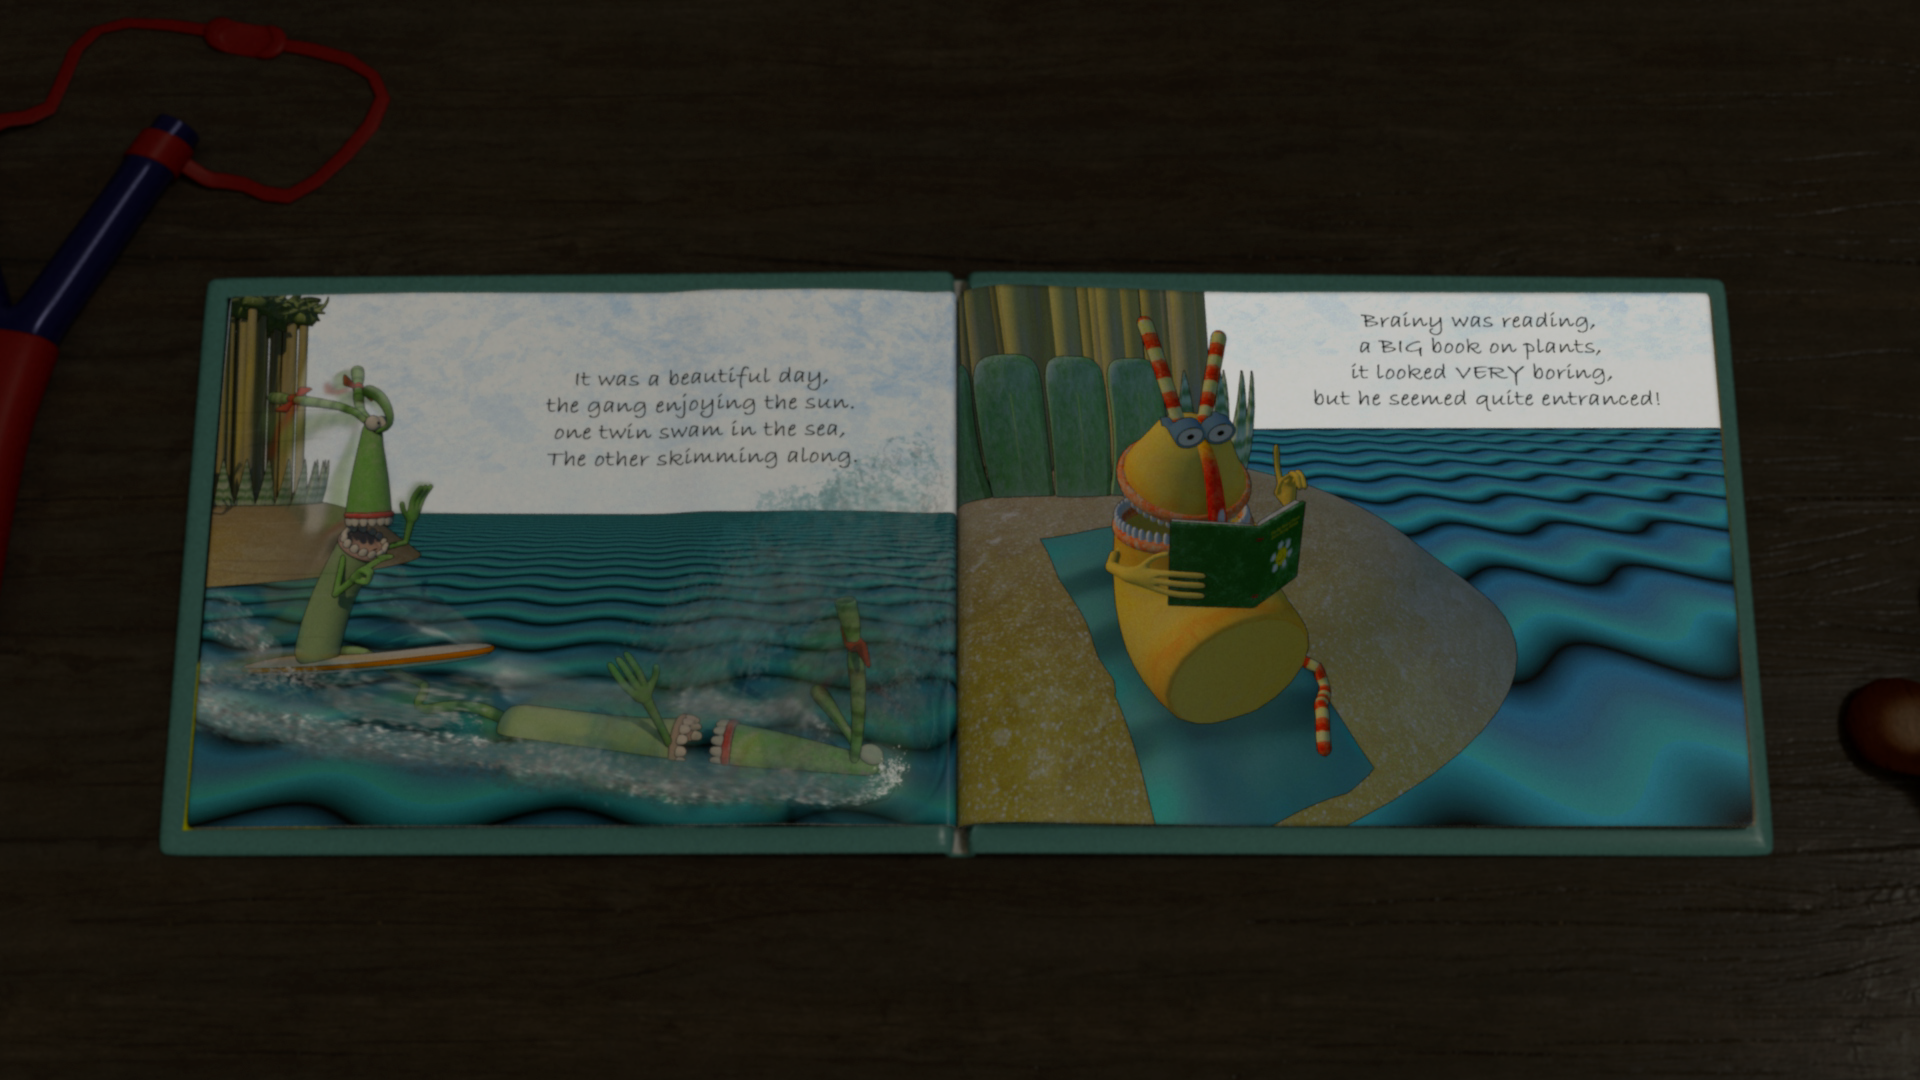 It was a beautiful day,
the gang enjoying the sun.
one twin swam in the sea,
The other skimming along.
Brainy was reading,
a BIG book on plants,
it looked VERY boring,
but he seemed quite entranced!